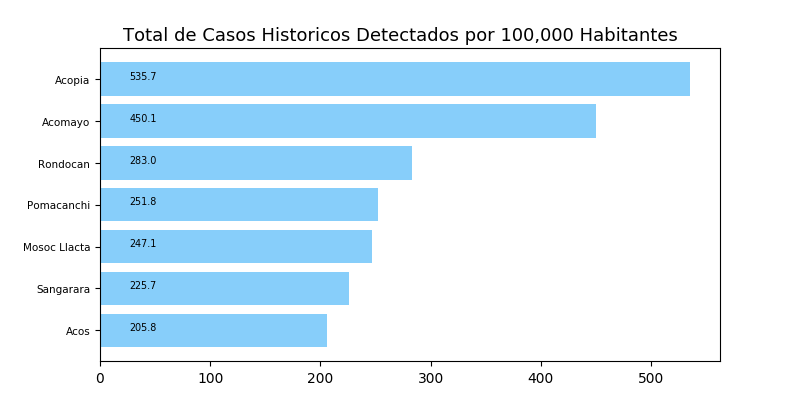 Total de Casos Historicos Detectados por 100,000 Habitantes
Acopia 535.7
Acomayo 450.1
Rondocan 283.0
Pomacanchi 251.8
Mosoc Llacta 247.1
Sangarara 225.7
Acos 205.8
0 100 200 300 400 500